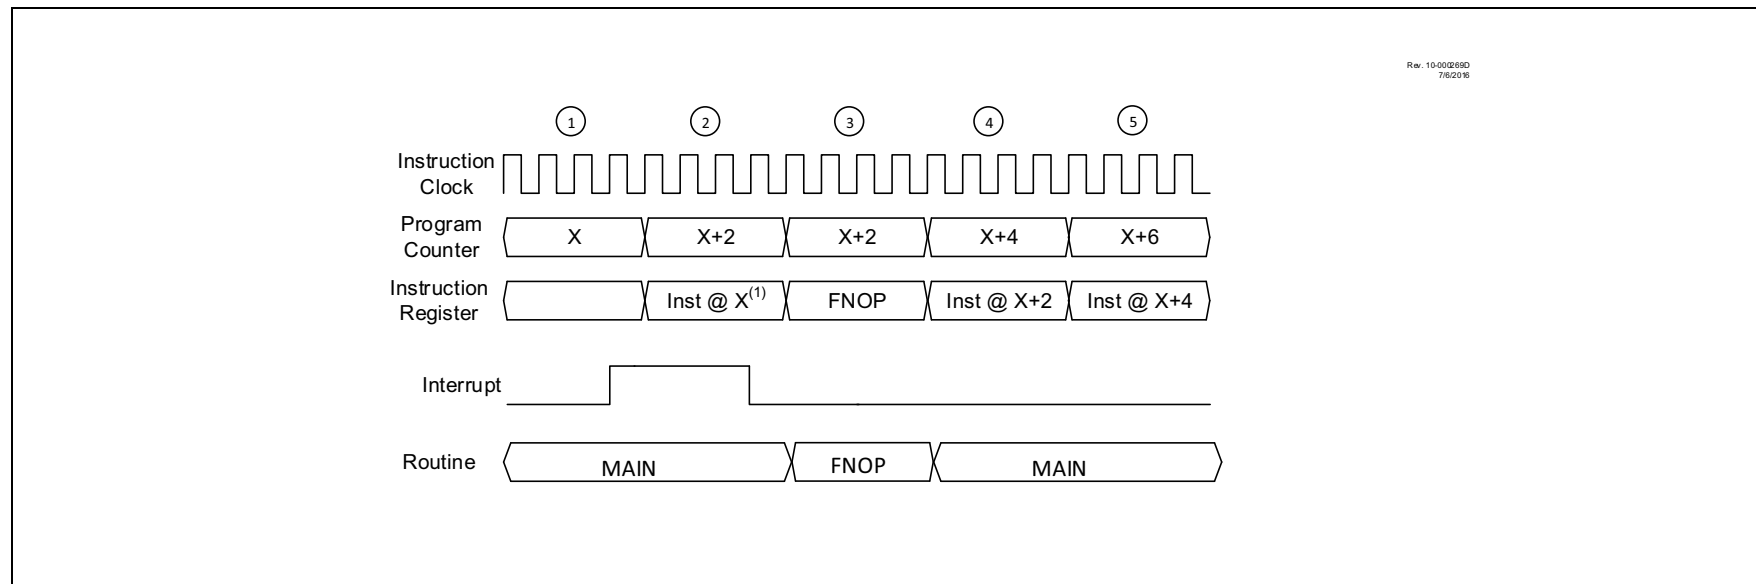 Rev. 10-000269D
7/6/2016
1 2 3 4 5
Instruction
Clock
Program
Counter
X X+2 X+2 X+4 X+6
Instruction
Register
Inst @ X(1) FNOP Inst @ X+2 Inst @ X+4
Interrupt
Routine
MAIN FNOP MAIN